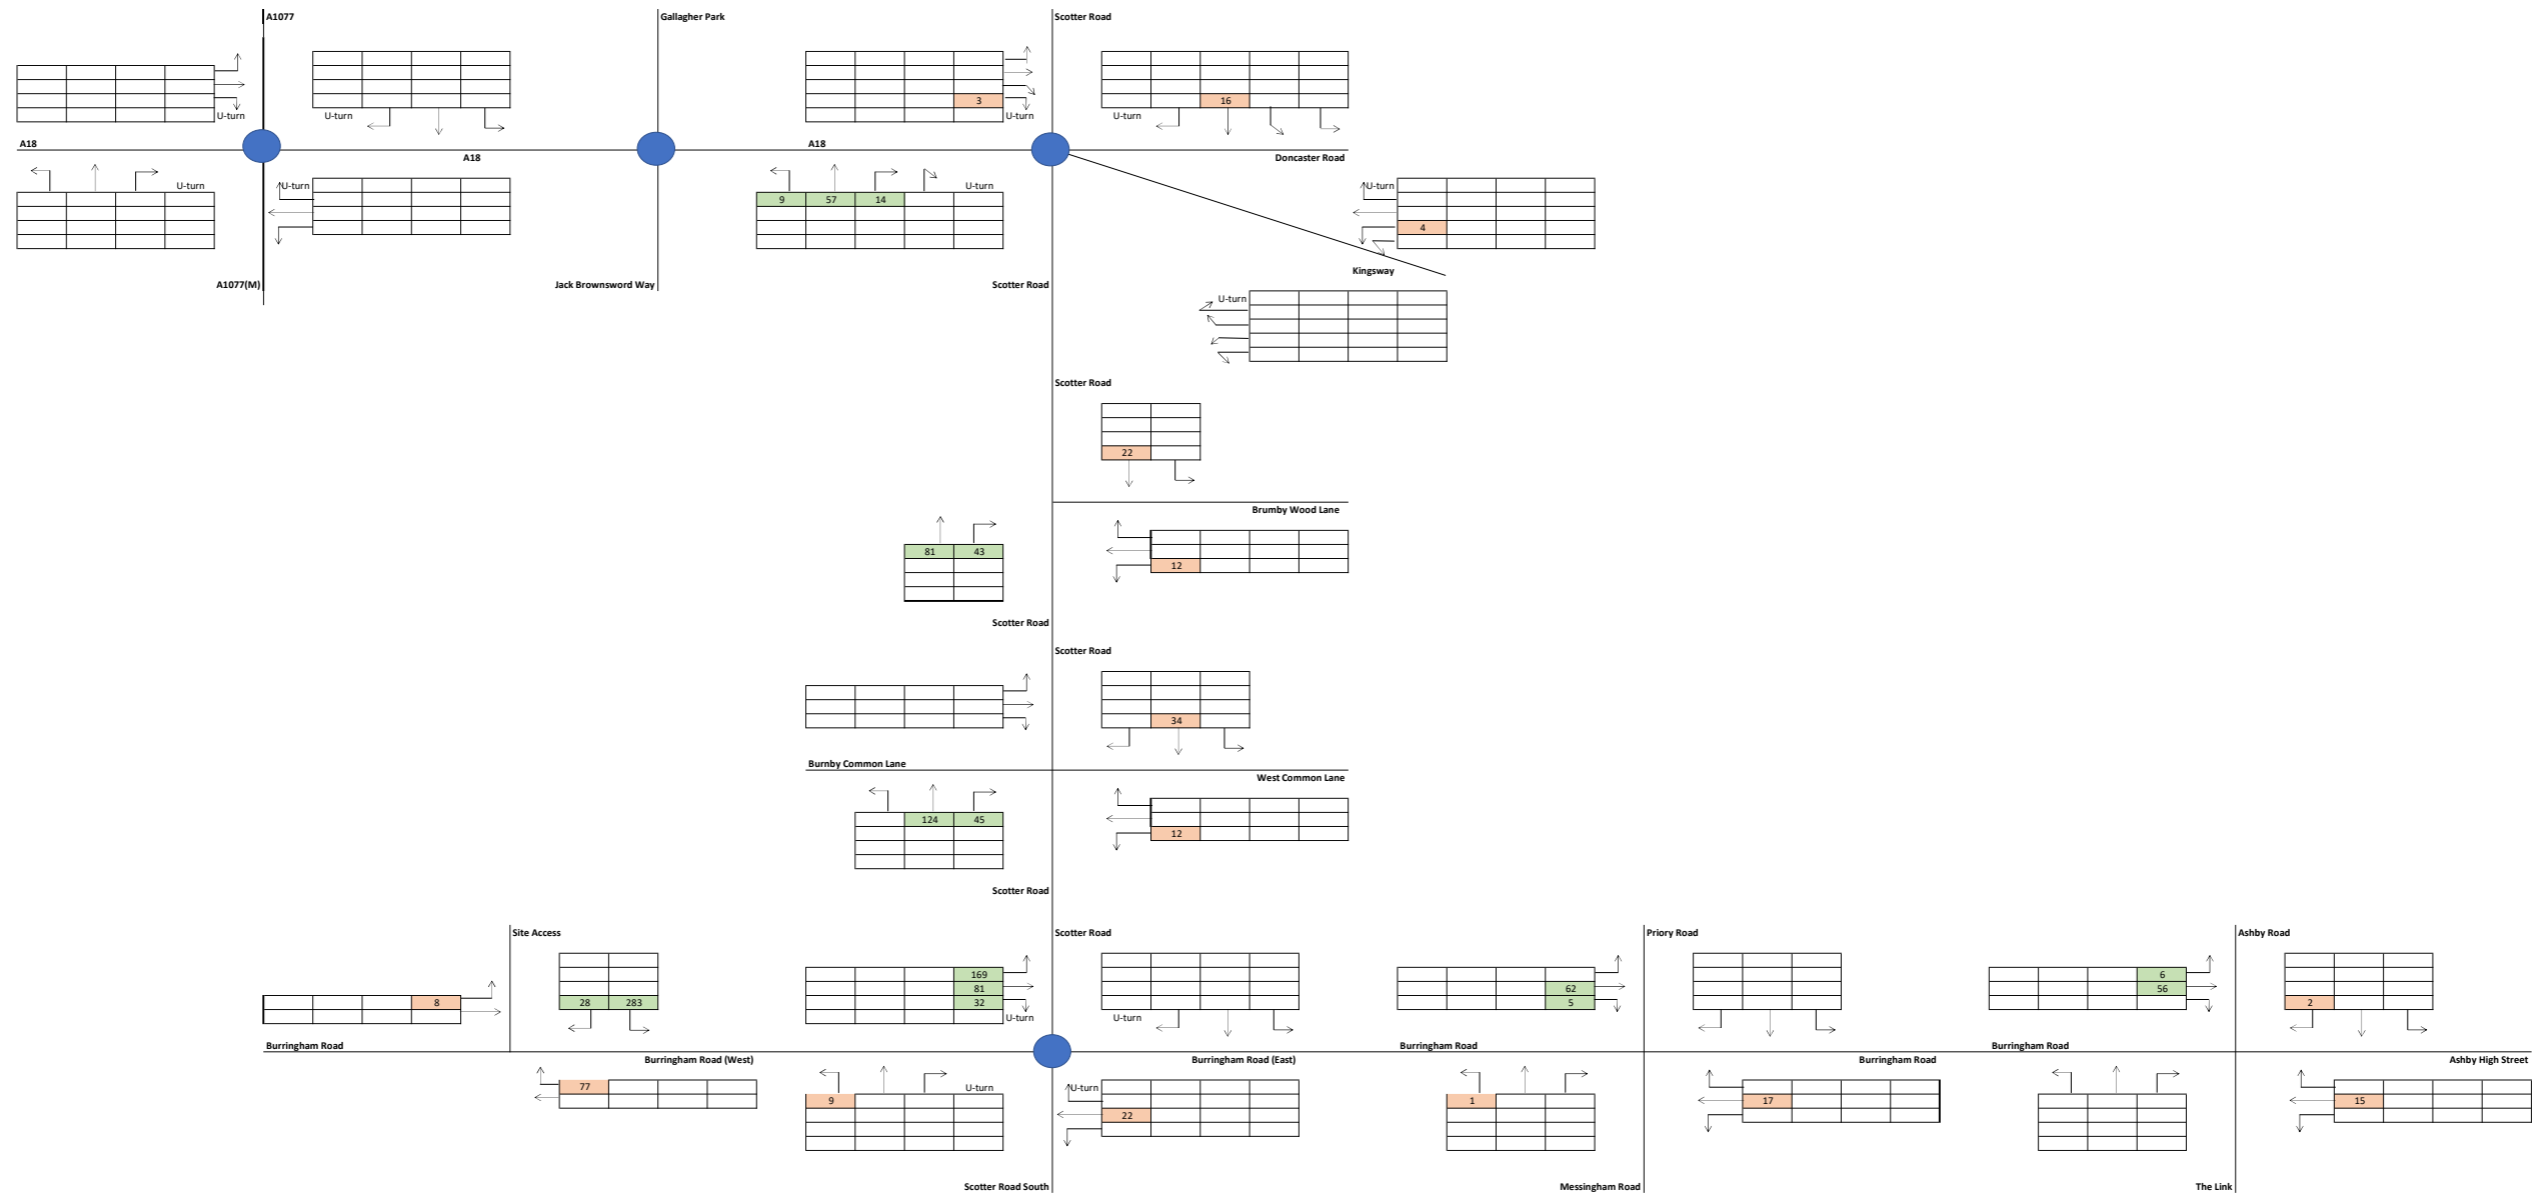 A1077
Gallagher Park
Scotter Road
3
16
U-turn
U-turn
U-turn
U-turn
A18
A18
A18
Doncaster Road
U-turn
U-turn
U-turn
U-turn
9 57 14
4
Kingsway
A1077(M)
Jack Brownsword Way
Scotter Road
U-turn
Scotter Road
22
Brumby Wood Lane
81 43
12
Scotter Road
Scotter Road
34
Burnby Common Lane
West Common Lane
124 45
12
Scotter Road
Site Access
Scotter Road
Priory Road
Ashby Road
8
28 283
169
81
32
U-turn
U-turn
62
5
6
56
2
Burringham Road
Burringham Road (West)
Burringham Road (East)
Burringham Road
Burringham Road
Burringham Road
Ashby High Street
77
U-turn
9
U-turn
22
1
17
15
Scotter Road South
Messingham Road
The Link